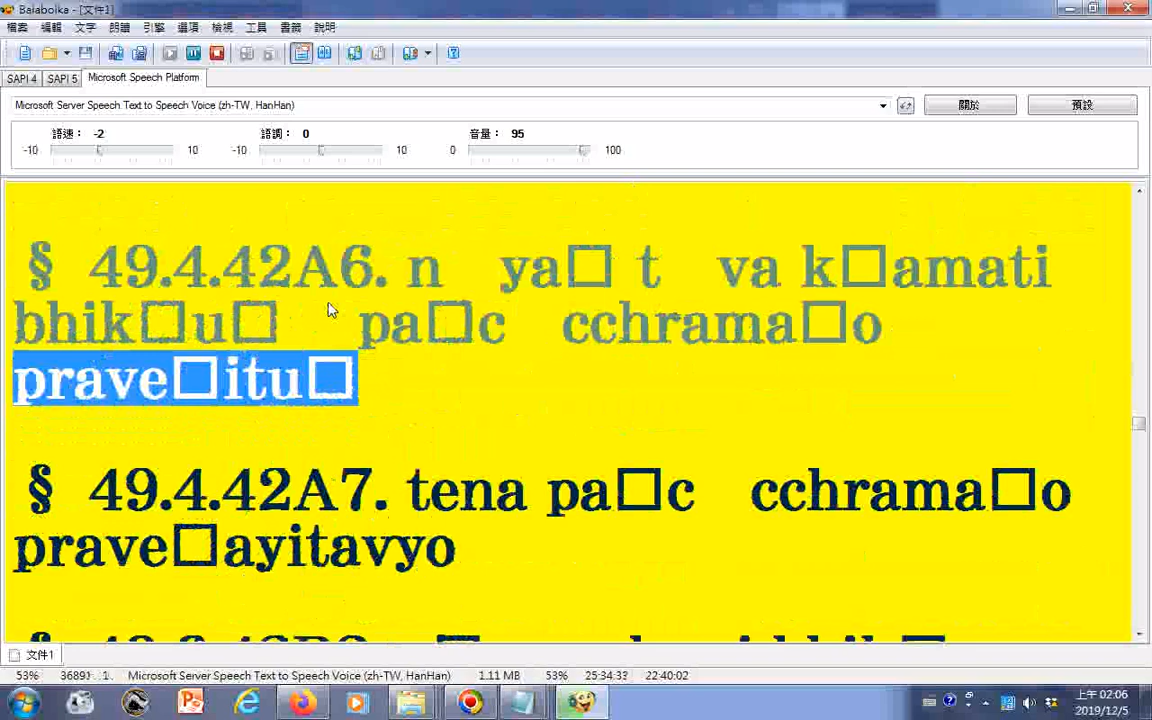 Balabolka - [文件1]
檔案 編輯 文字 朗讀 引擎 選項 檢視 工具 書籤 說明
SAPI 4 SAPI 5 Microsoft Speech Platform
Microsoft Server Speech Text to Speech Voice (zh-TW, HanHan) 關於 預設
語速： -2 語調： 0 音量： 95
-10 10 -10 10 0 100
§ 49.4.42A6. n ya□ t va k□amati
bhik□u□ pa□c cchrama□o
prave□itu□
§ 49.4.42A7. tena pa□c cchrama□o
prave□ayitavyo
文件1
53% Microsoft Server Speech Text to Speech Voice (zh-TW, HanHan) 1.11 MB 53% 25:34:33 22:40:02
上午 02:06
2019/12/5